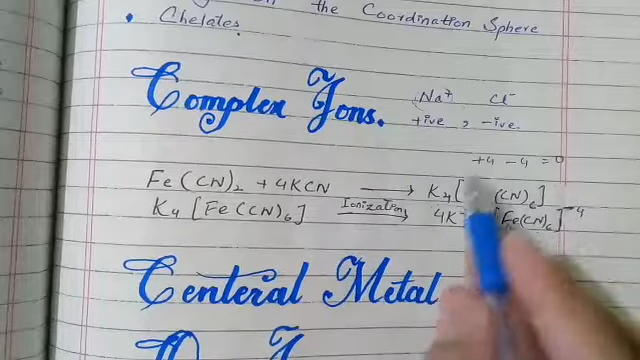 the Coordination Sphere
• Chelates.
Complex Ions.
Na⁺ Cl⁻
+ive , -ive.
+4 - 4 = 0
Fe(CN)₂ + 4KCN ⟶ K₄[ (CN)₆]
K₄[Fe(CN)₆] Ionization⟶ 4K [Fe(CN)₆]⁻⁴
Centeral Metal